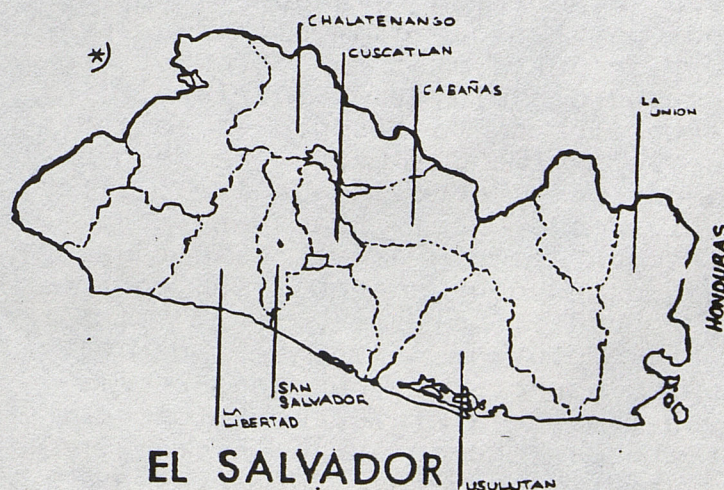 CHALATENANGO
*)
CUSCATLAN
CABAÑAS
LA
UNION
HONDURAS
SAN
SALVADOR
LA
LIBERTAD
EL SALVADOR
USULUTAN